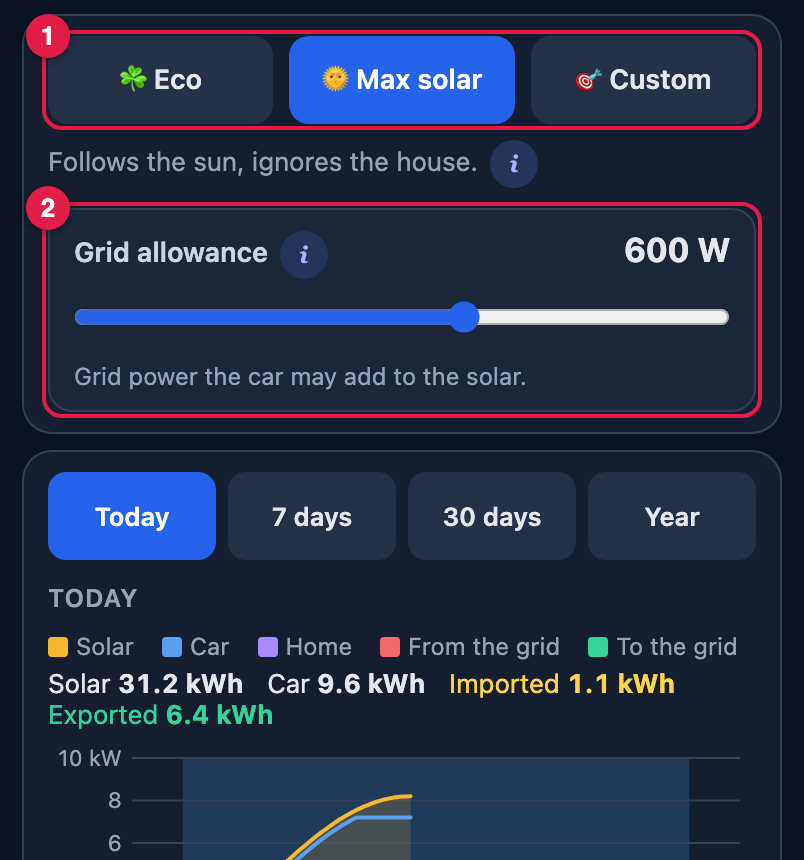 1
☘️ Eco
🌞 Max solar
🎯 Custom
Follows the sun, ignores the house. i
2
Grid allowance i 600 W
Grid power the car may add to the solar.
Today
7 days
30 days
Year
TODAY
Solar Car Home From the grid To the grid
Solar 31.2 kWh Car 9.6 kWh Imported 1.1 kWh
Exported 6.4 kWh
10 kW
8
6